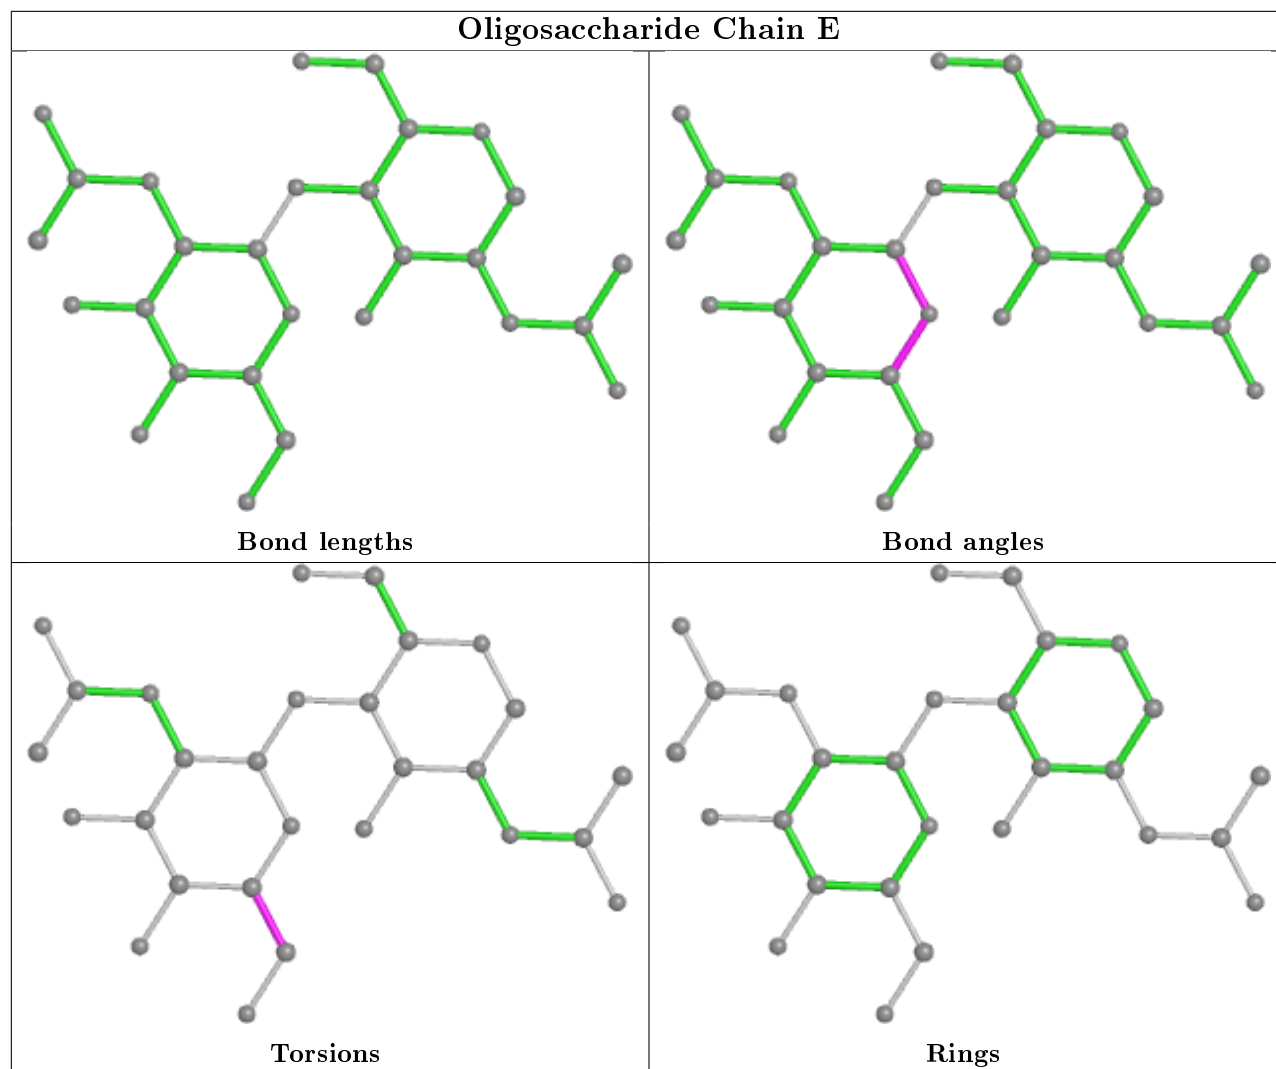 Oligosaccharide Chain E
Bond lengths
Bond angles
Torsions
Rings